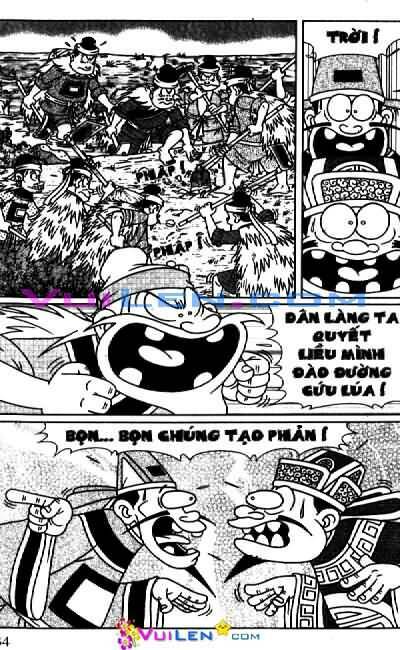 TRỜI !
PHẬP !
PHẬP !
VUILEN.com
DÂN LÀNG TA
QUYẾT
LIỀU MÌNH
ĐÀO ĐƯỜNG
CỨU LÚA !
BỌN... BỌN CHÚNG TẠO PHẢN !
34
VUILEN.com